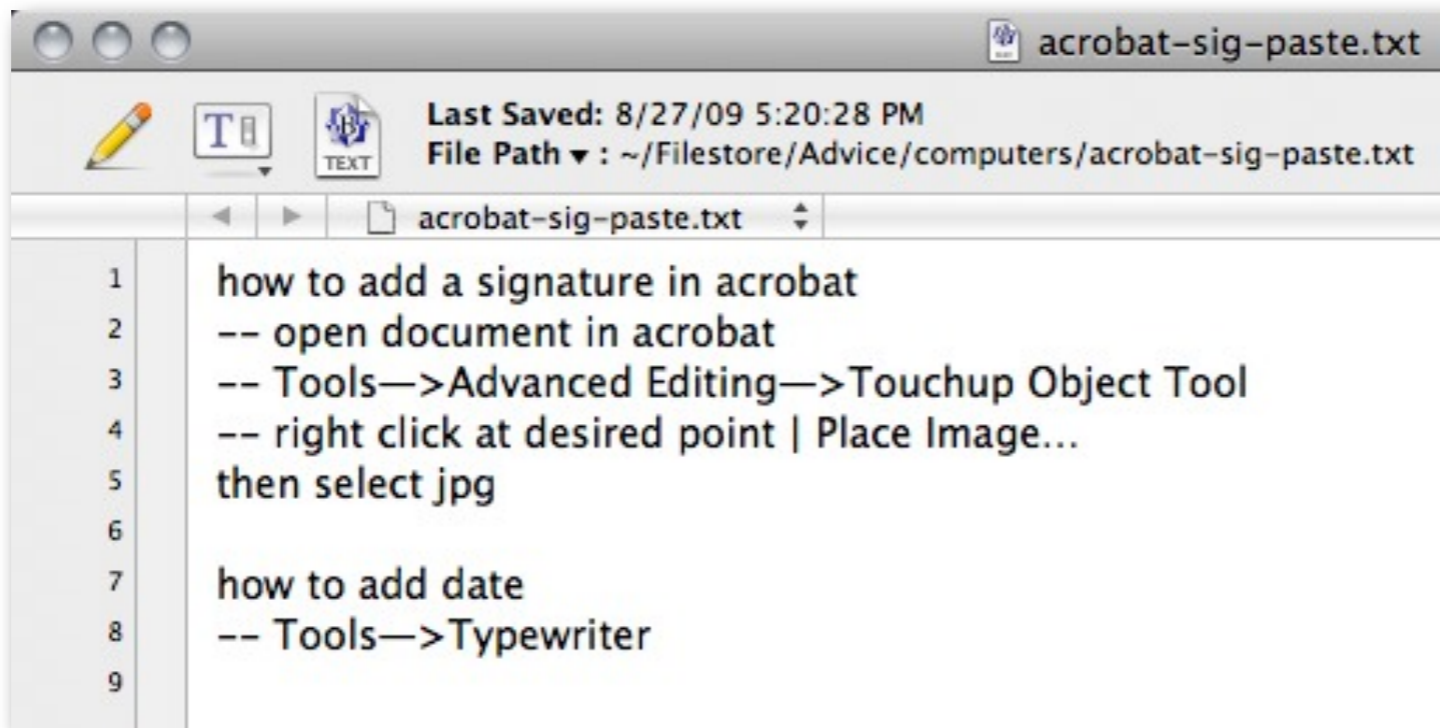 acrobat-sig-paste.txt
Last Saved: 8/27/09 5:20:28 PM
TEXT
File Path ▾ : ~/Filestore/Advice/computers/acrobat-sig-paste.txt
acrobat-sig-paste.txt
1 how to add a signature in acrobat
2 -- open document in acrobat
3 -- Tools—>Advanced Editing—>Touchup Object Tool
4 -- right click at desired point | Place Image...
5 then select jpg
6
7 how to add date
8 -- Tools—>Typewriter
9